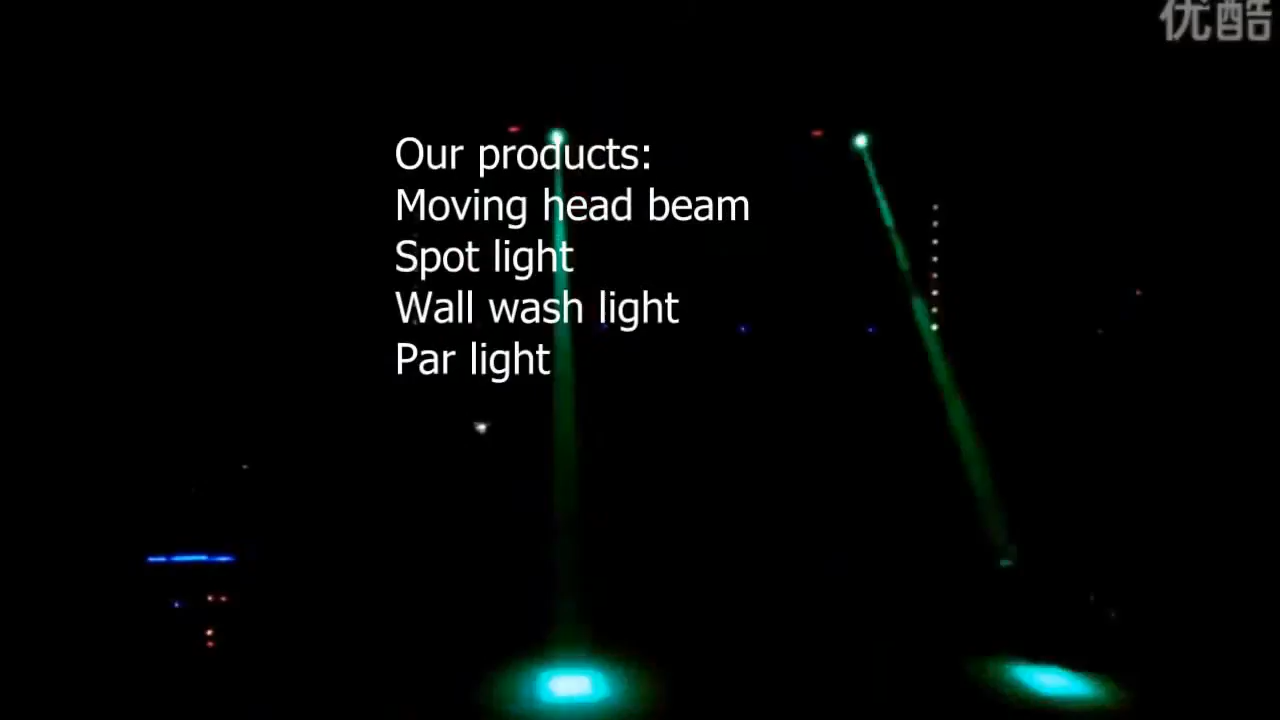 优酷
Our products:
Moving head beam
Spot light
Wall wash light
Par light